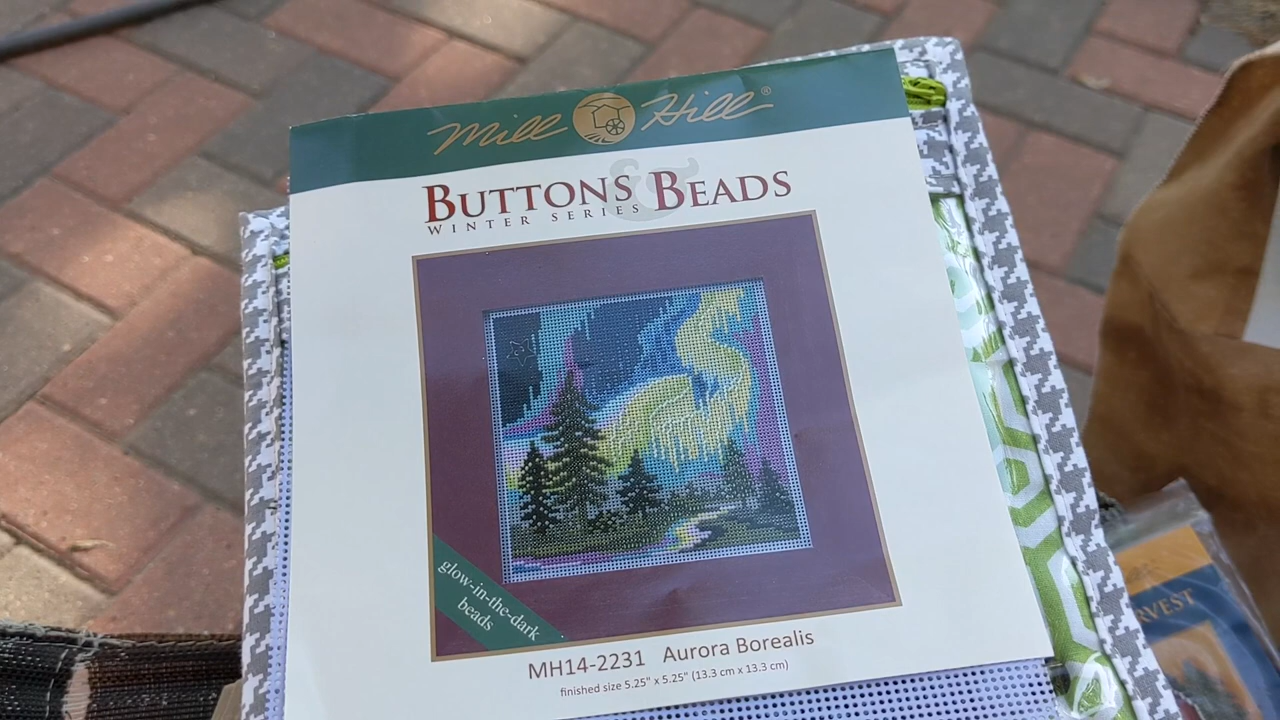 Mill Hill®
BUTTONS & BEADS
WINTER SERIES
glow-in-the-dark
beads
MH14-2231 Aurora Borealis
finished size 5.25" x 5.25" (13.3 cm x 13.3 cm)